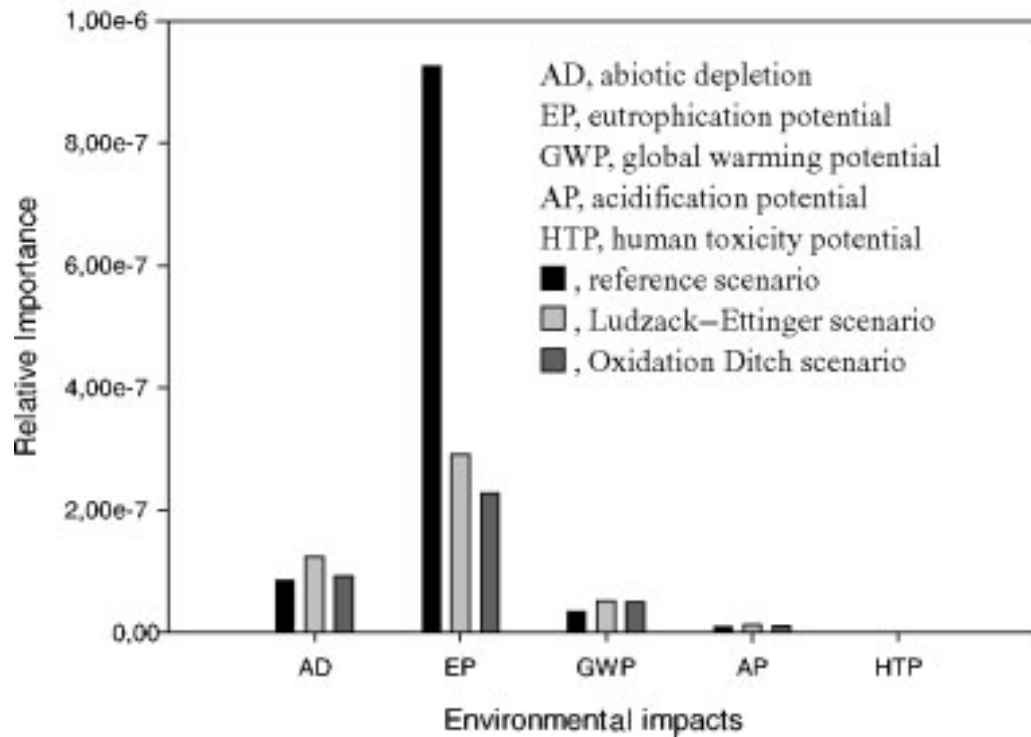 1,00e-6
8,00e-7
6,00e-7
4,00e-7
2,00e-7
0,00
Relative Importance
AD, abiotic depletion
EP, eutrophication potential
GWP, global warming potential
AP, acidification potential
HTP, human toxicity potential
, reference scenario
, Ludzack–Ettinger scenario
, Oxidation Ditch scenario
AD EP GWP AP HTP
Environmental impacts